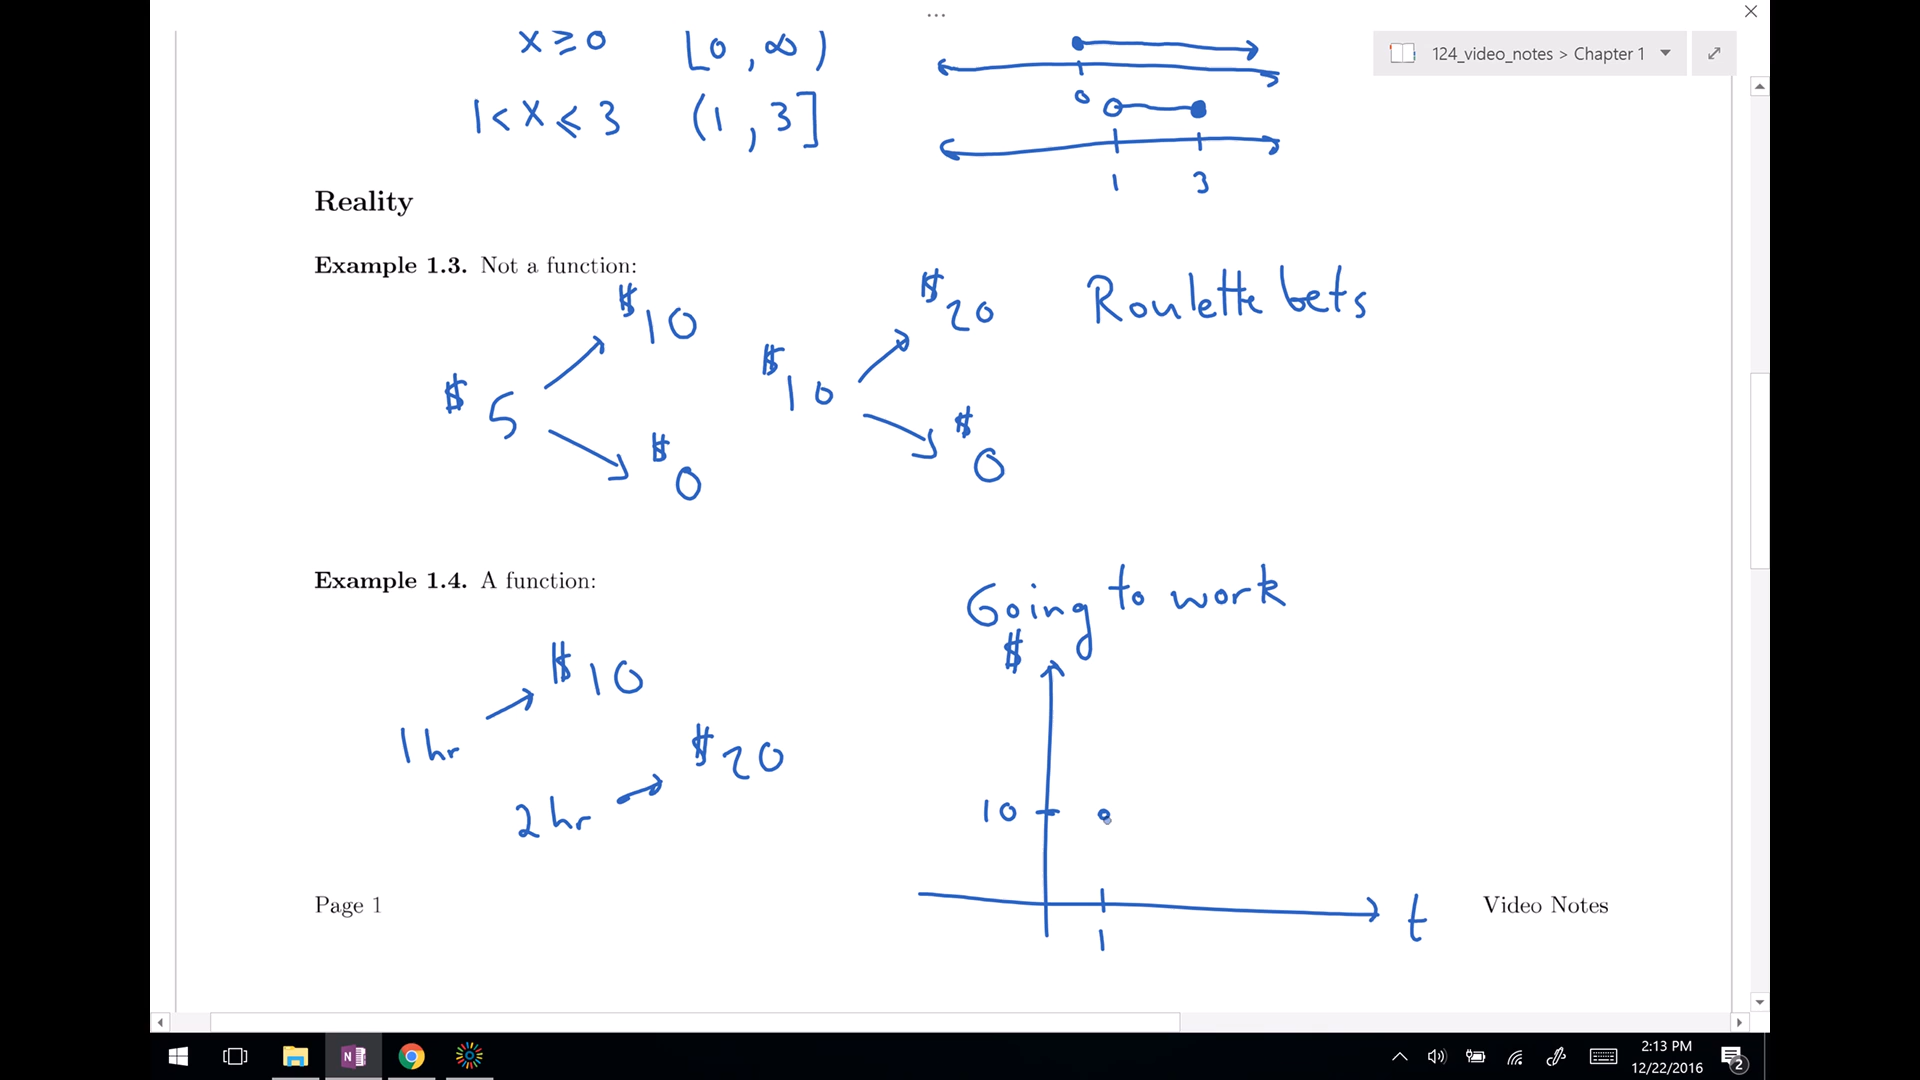 124_video_notes > Chapter 1
x ≥ 0 [0, ∞)
0
1 < x ≤ 3 (1, 3]
1 3
Reality
Example 1.3. Not a function:
Roulette bets
$10
$5
$0
$20
$10
$0
Example 1.4. A function:
Going to work
$10
1 hr
$20
2 hr
$
10
1
t
Page 1
Video Notes
2:13 PM
12/22/2016
2